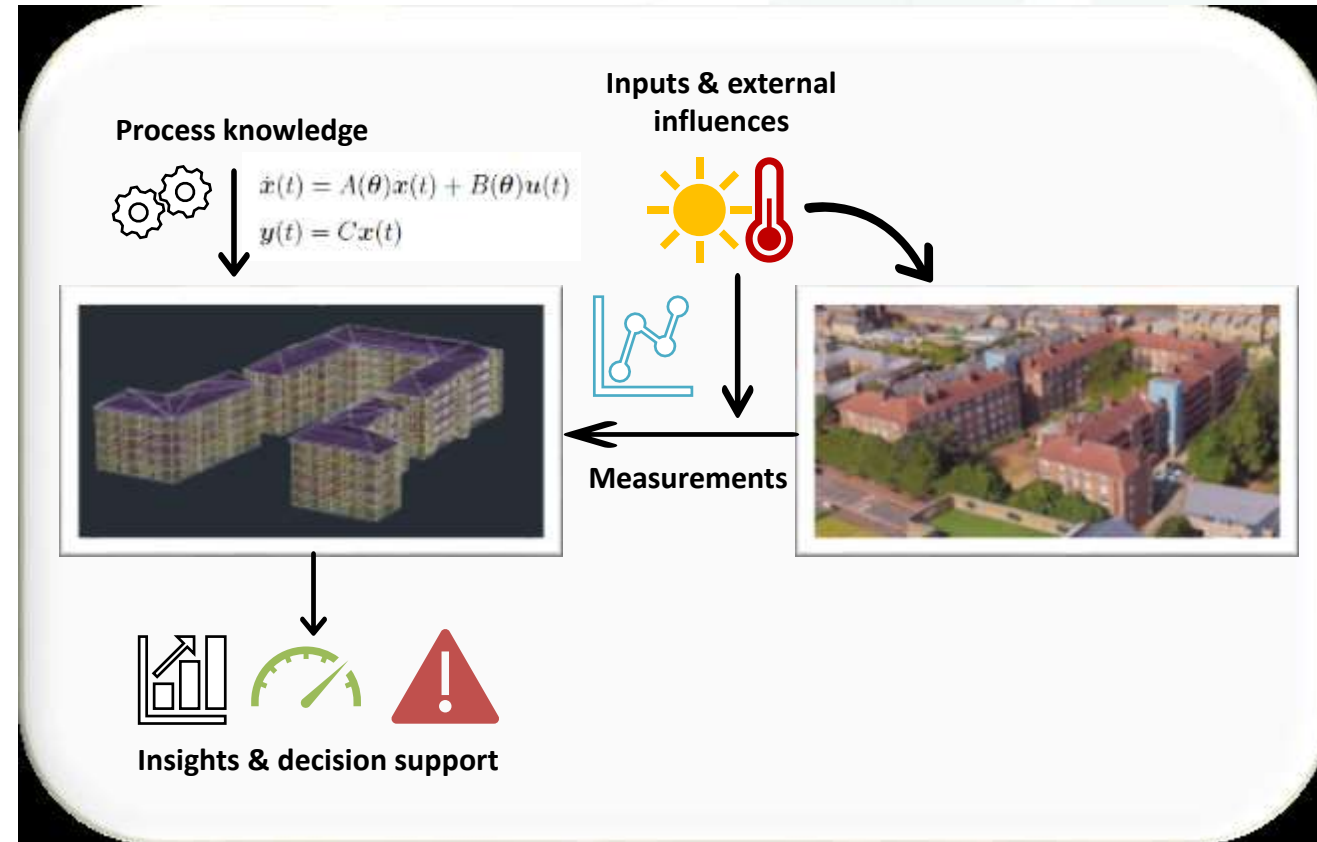 Inputs & external
influences
Process knowledge
ẋ(t) = A(θ)x(t) + B(θ)u(t)
y(t) = Cx(t)
Measurements
Insights & decision support